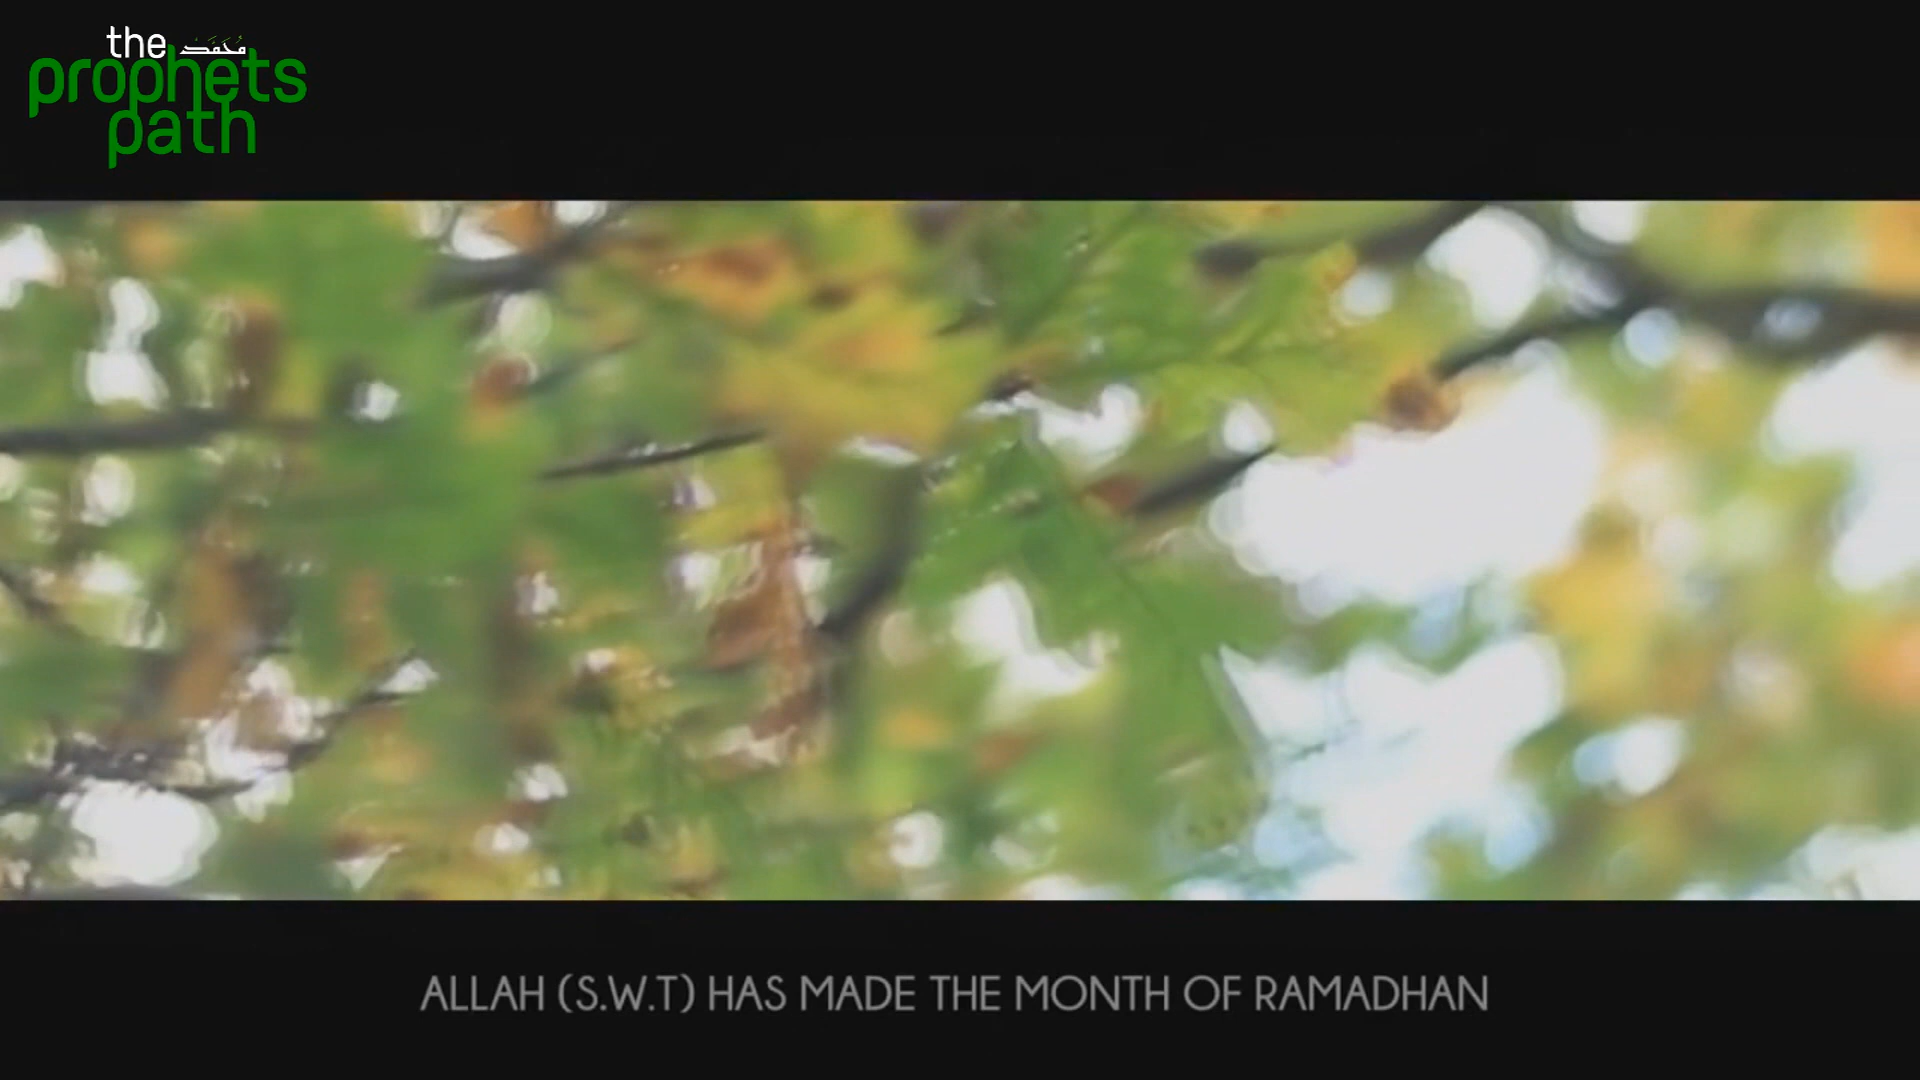 the مُحَمَّد
prophets
path
ALLAH (S.W.T) HAS MADE THE MONTH OF RAMADHAN